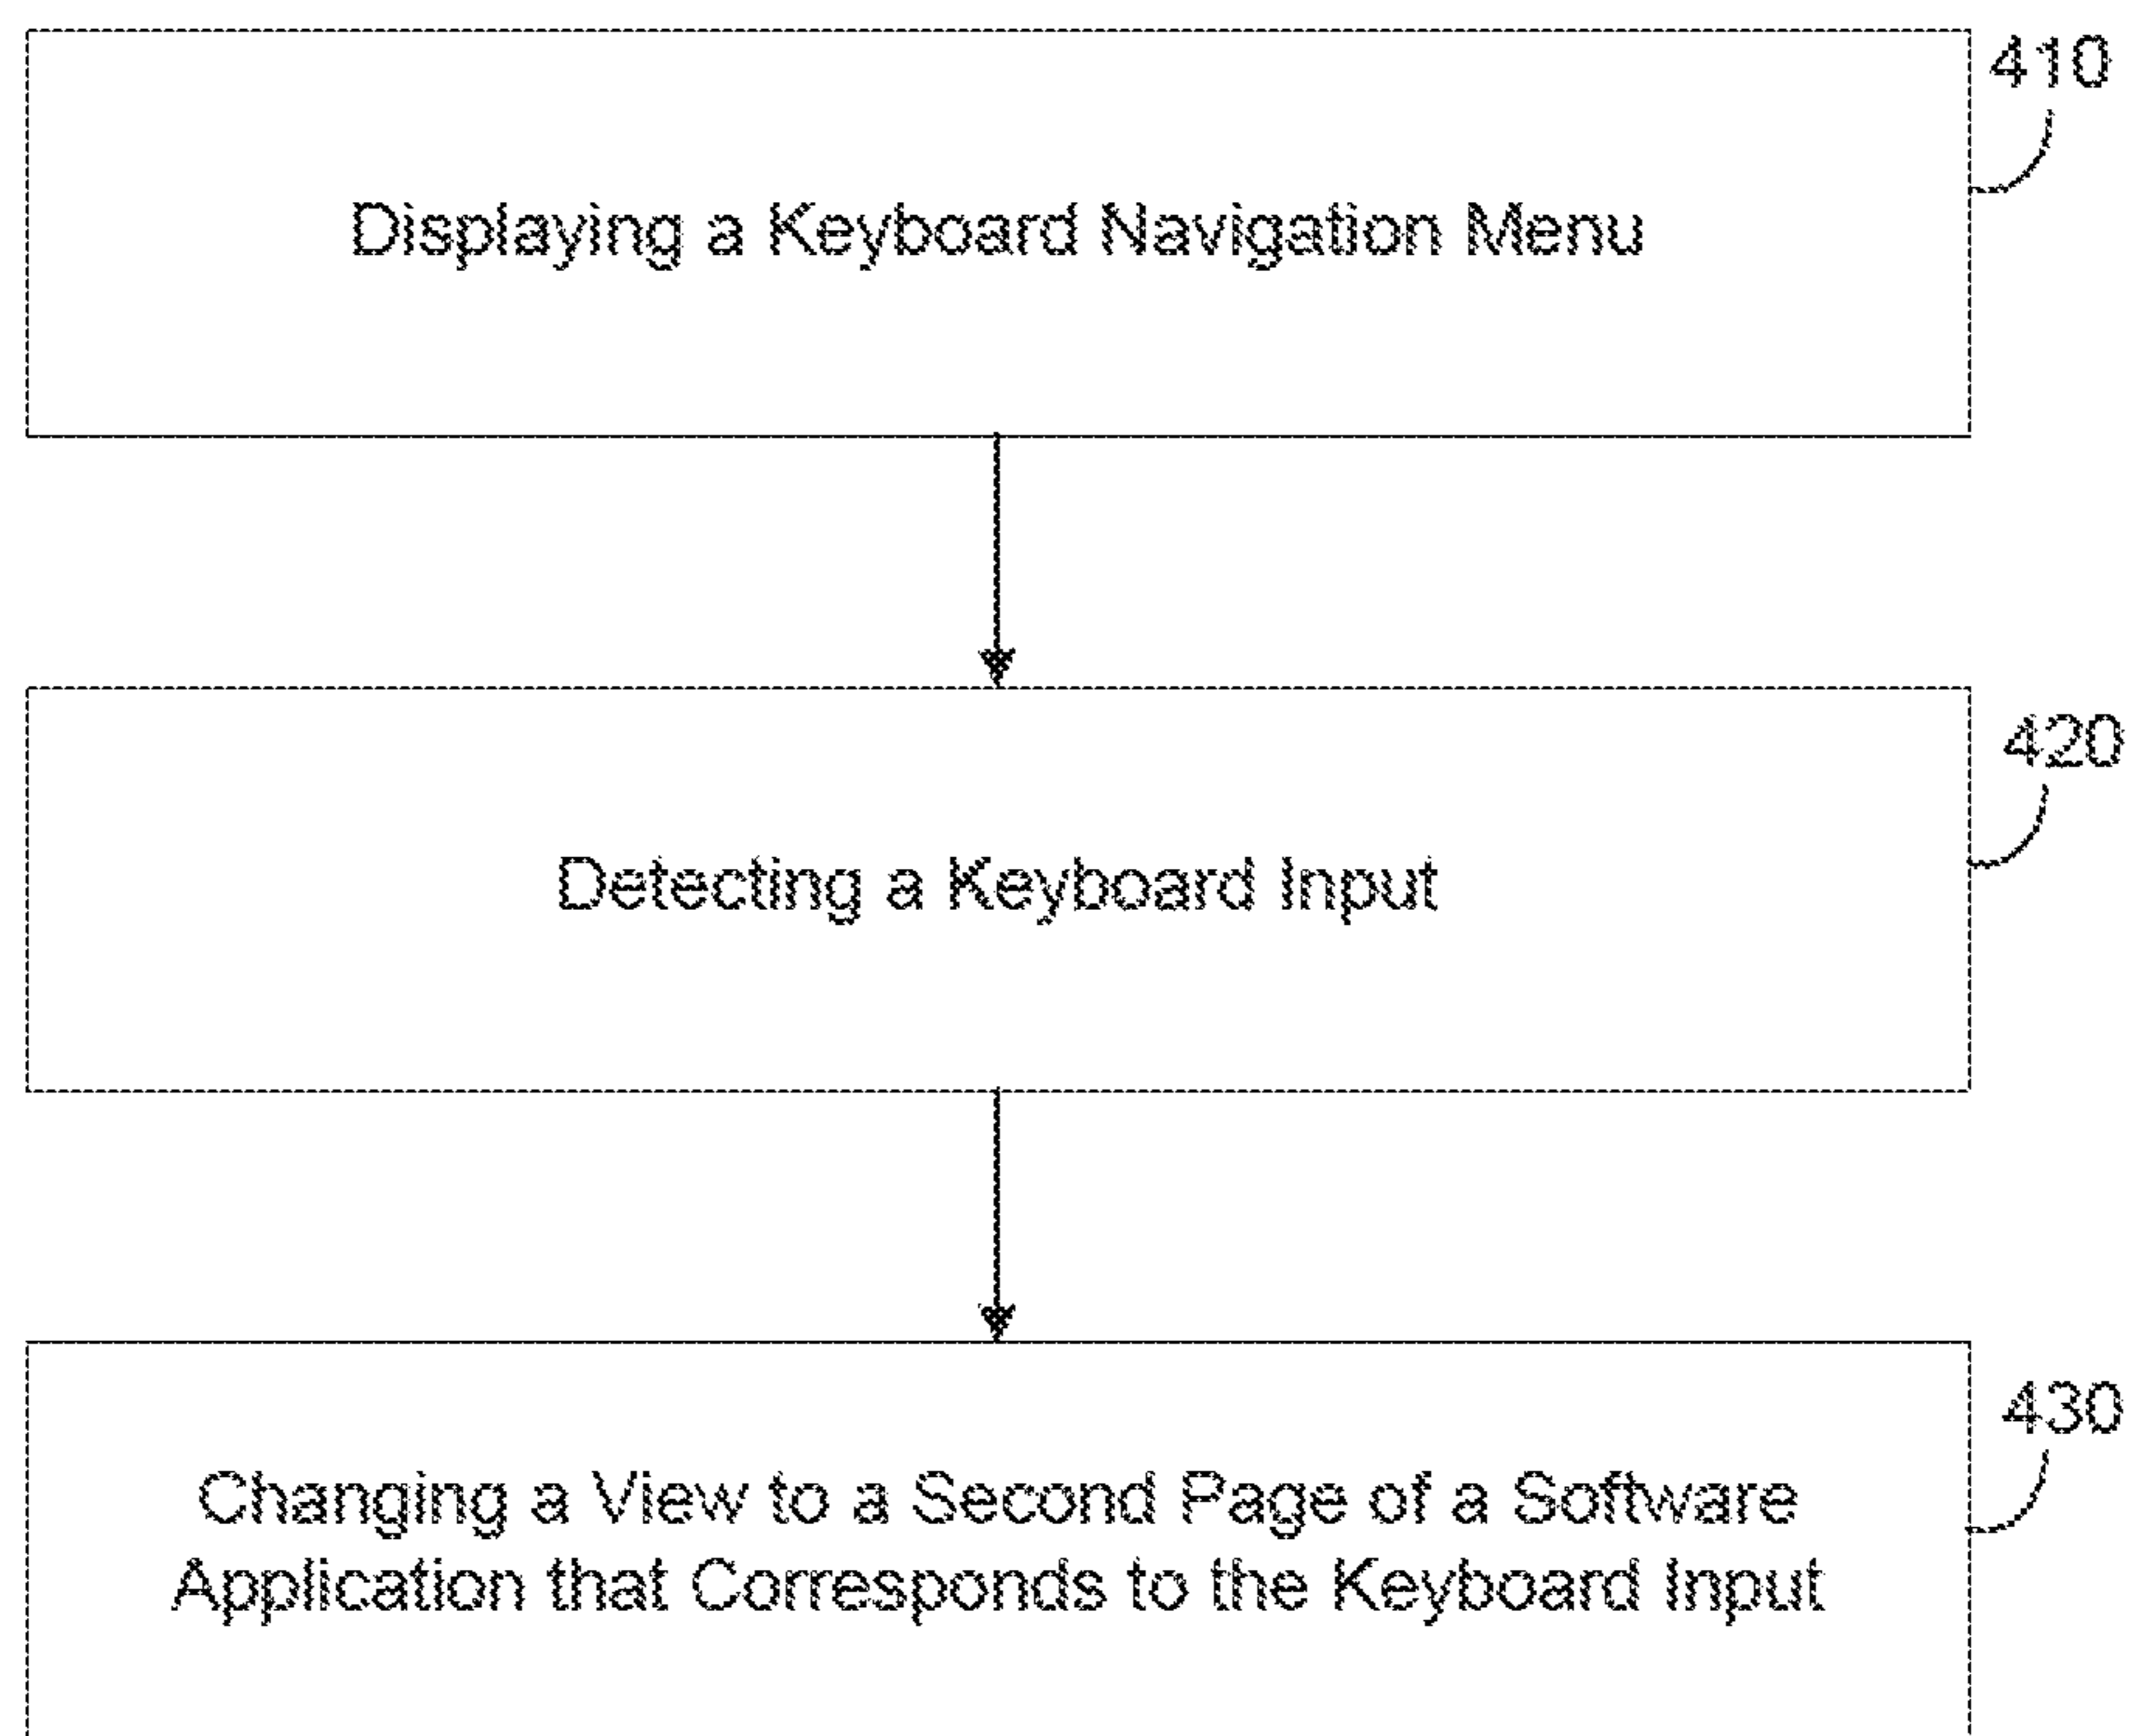 410
Displaying a Keyboard Navigation Menu
420
Detecting a Keyboard Input
430
Changing a View to a Second Page of a Software
Application that Corresponds to the Keyboard Input